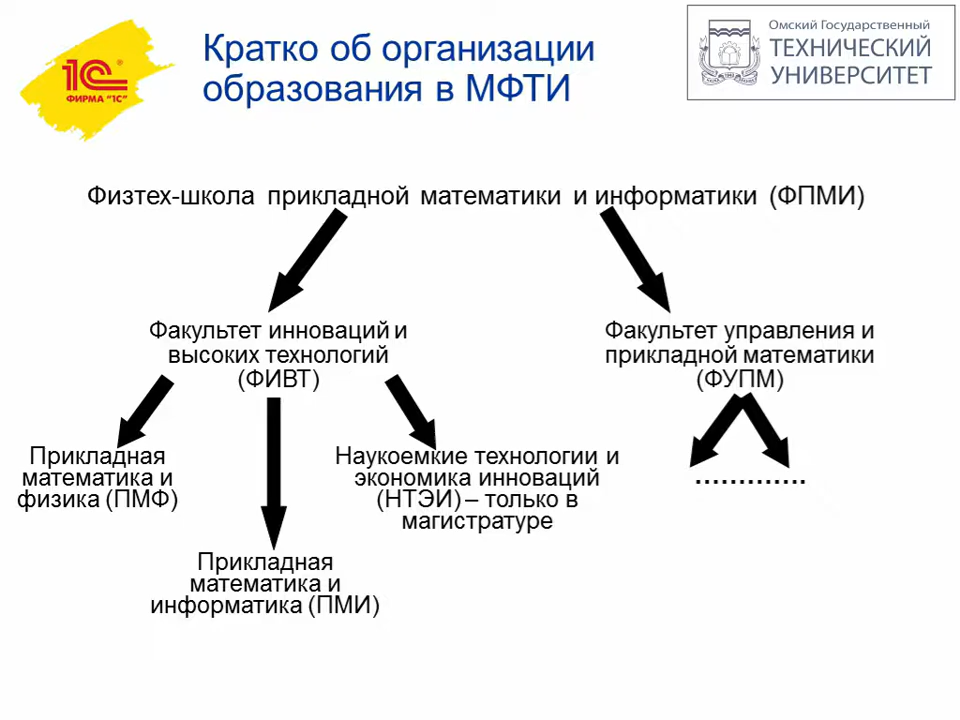 1С®
ФИРМА "1С"
Кратко об организации
образования в МФТИ
Омский Государственный
ТЕХНИЧЕСКИЙ
УНИВЕРСИТЕТ
Физтех-школа прикладной математики и информатики (ФПМИ)
Факультет инноваций и
высоких технологий
(ФИВТ)
Факультет управления и
прикладной математики
(ФУПМ)
Прикладная
математика и
физика (ПМФ)
Наукоемкие технологии и
экономика инноваций
(НТЭИ) – только в
магистратуре
.............
Прикладная
математика и
информатика (ПМИ)